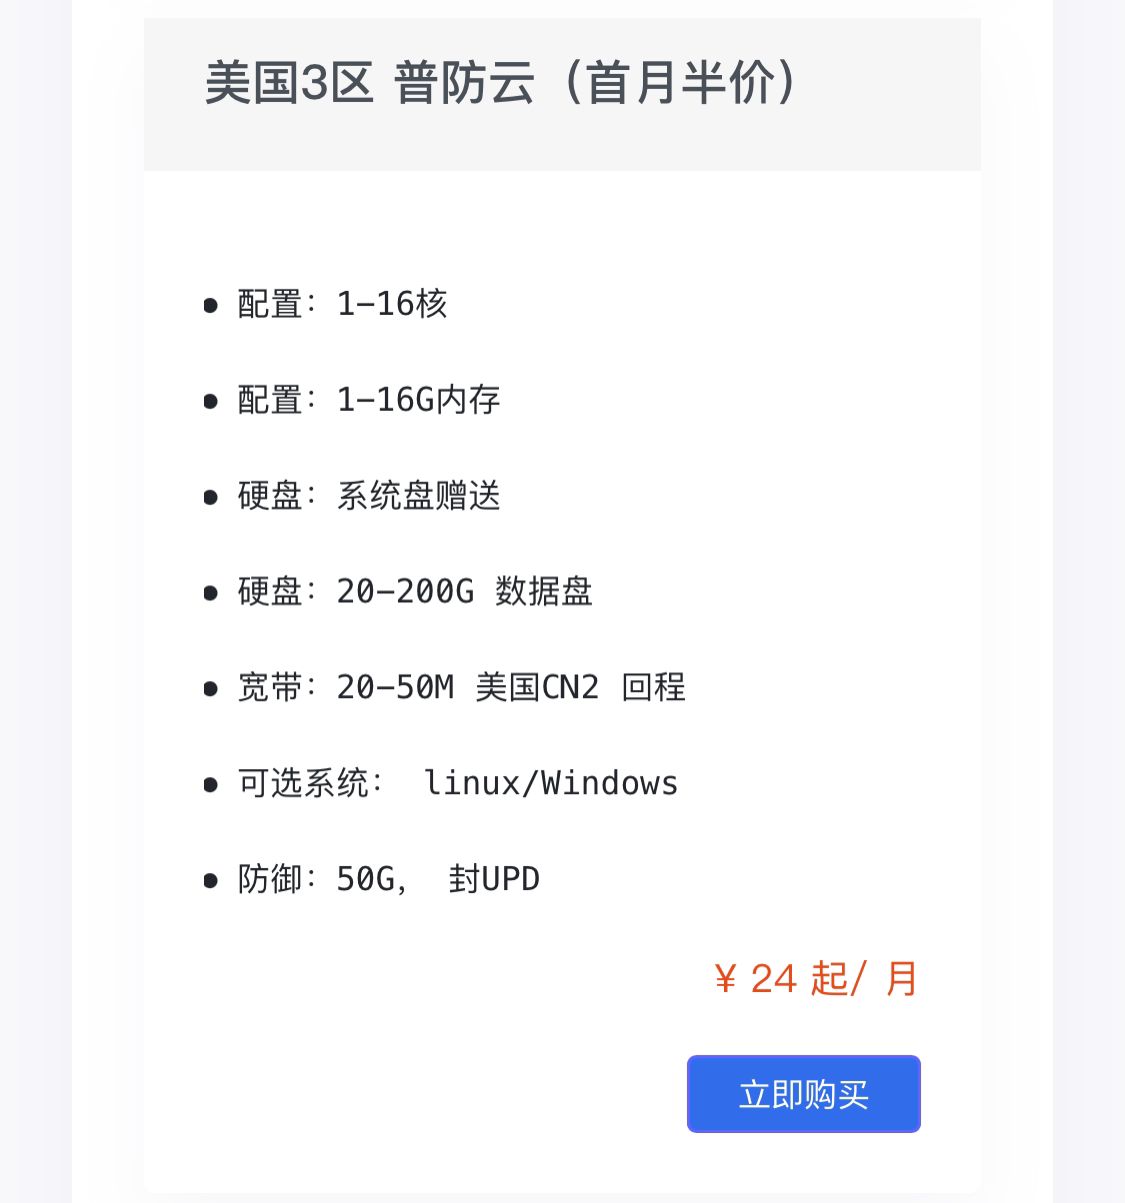 美国3区 普防云（首月半价）
配置：1-16核
配置：1-16G内存
硬盘：系统盘赠送
硬盘：20-200G 数据盘
宽带：20-50M 美国CN2 回程
可选系统： linux/Windows
防御：50G， 封UPD
¥ 24 起/ 月
立即购买